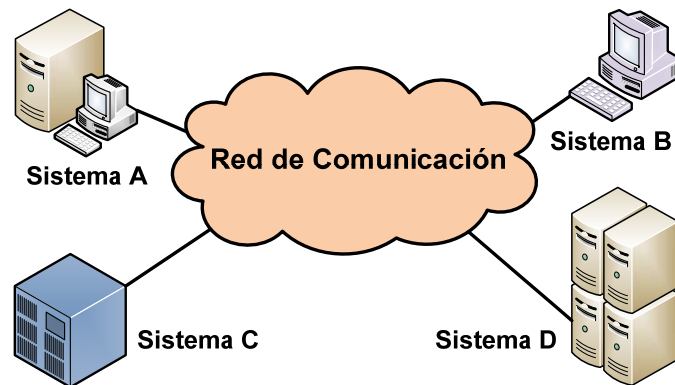 Sistema B
Red de Comunicación
Sistema A
Sistema C
Sistema D